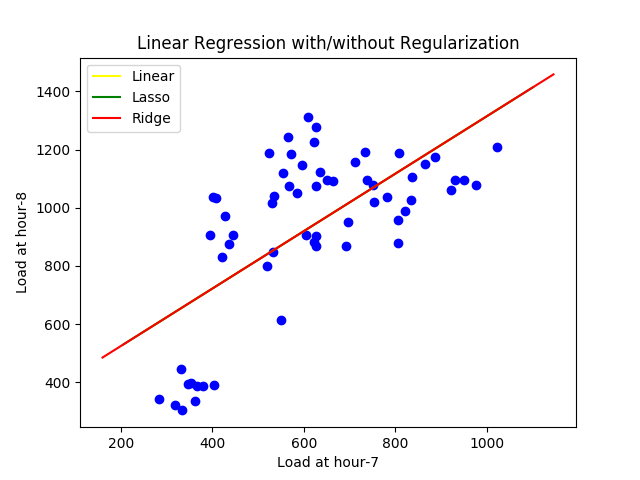 Linear Regression with/without Regularization
Linear
Lasso
Ridge
1400
1200
1000
800
600
400
Load at hour-8
200
400
600
800
1000
Load at hour-7